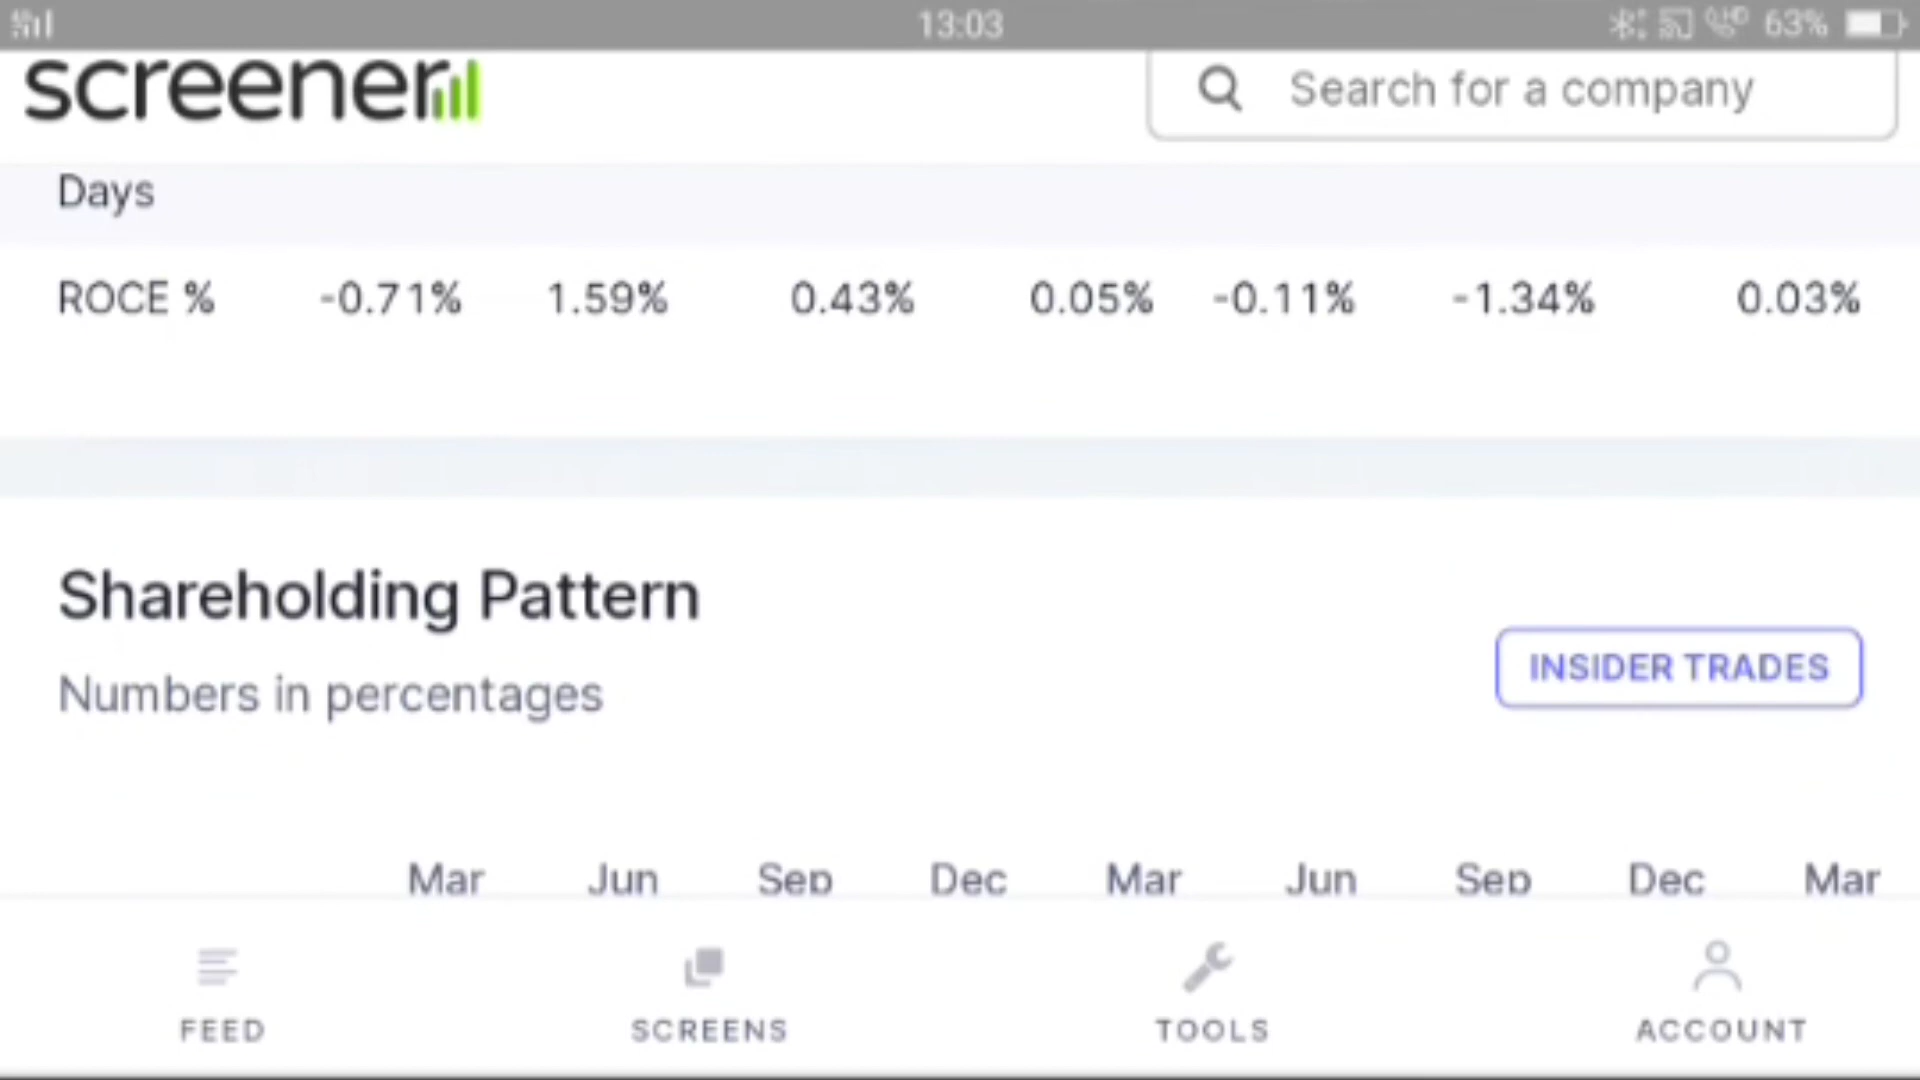 13:03 63%
screener
Search for a company
Days
ROCE % -0.71% 1.59% 0.43% 0.05% -0.11% -1.34% 0.03%
Shareholding Pattern
INSIDER TRADES
Numbers in percentages
Mar Jun Sep Dec Mar Jun Sep Dec Mar
FEED SCREENS TOOLS ACCOUNT